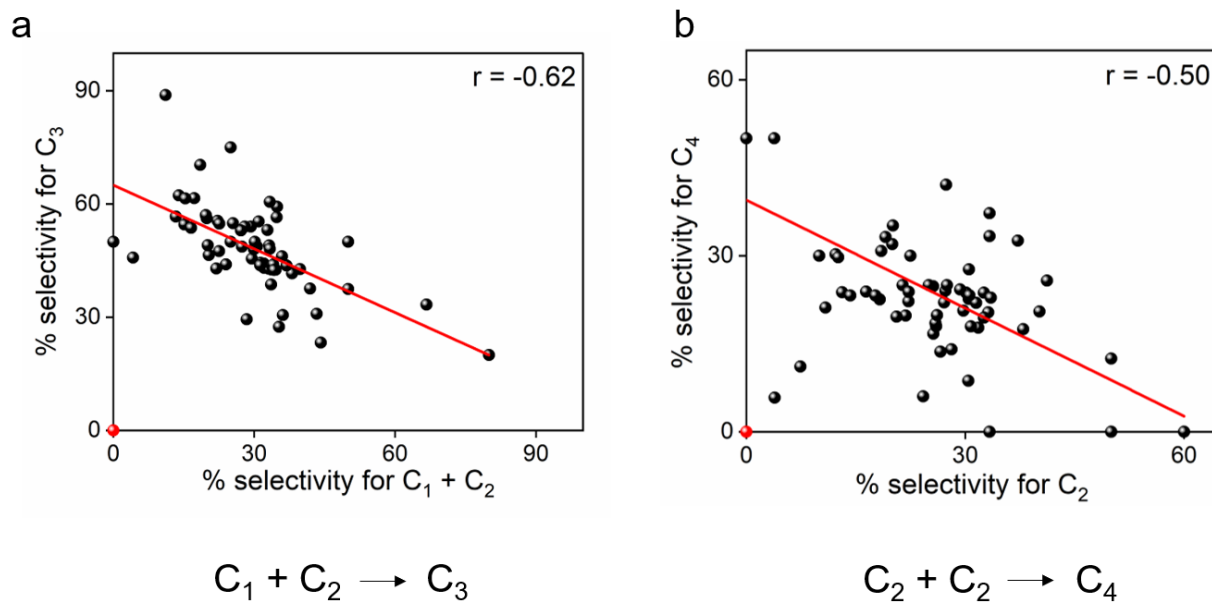 a
r = -0.62
% selectivity for C₃
90
60
30
0
0 30 60 90
% selectivity for C₁ + C₂
C₁ + C₂ → C₃
b
r = -0.50
% selectivity for C₄
60
30
0
0 30 60
% selectivity for C₂
C₂ + C₂ → C₄